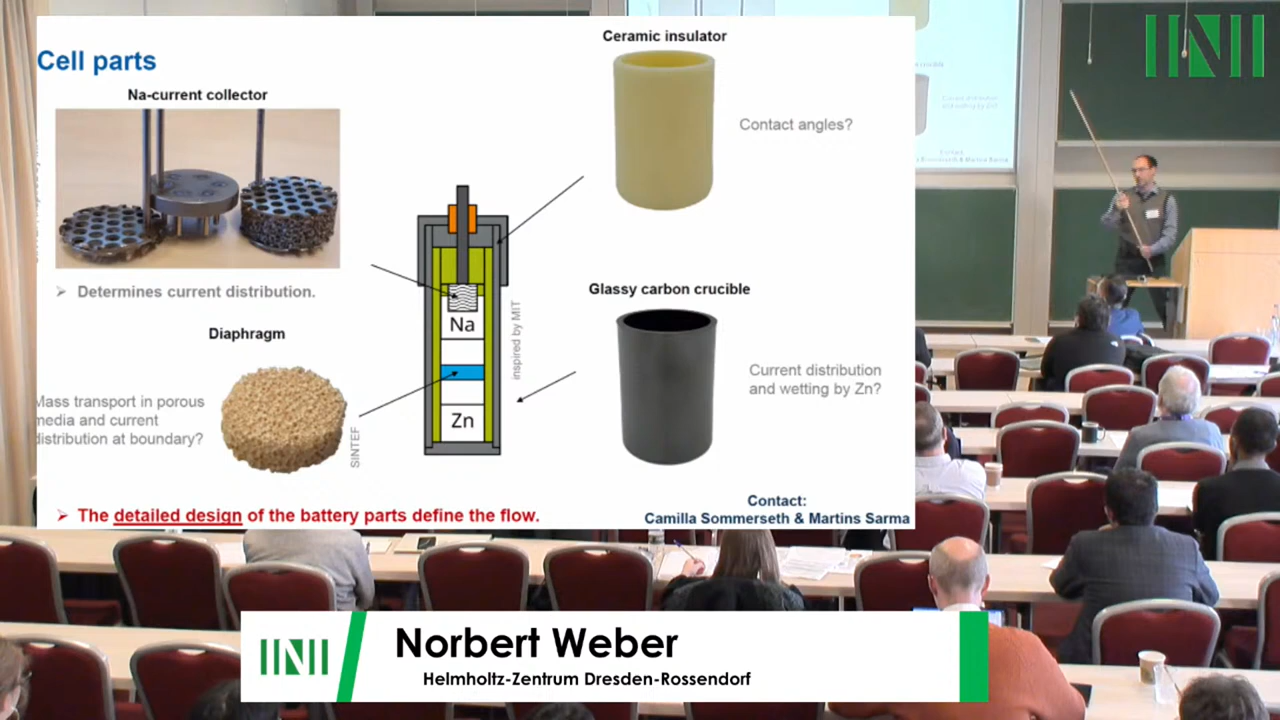 Cell parts
Na-current collector
➢ Determines current distribution.
Diaphragm
Mass transport in porous
media and current
distribution at boundary?
SINTEF
Na
Zn
inspired by MIT
Ceramic insulator
Contact angles?
Glassy carbon crucible
Current distribution
and wetting by Zn?
➢ The detailed design of the battery parts define the flow.
Contact:
Camilla Sommerseth & Martins Sarma
Norbert Weber
Helmholtz-Zentrum Dresden-Rossendorf